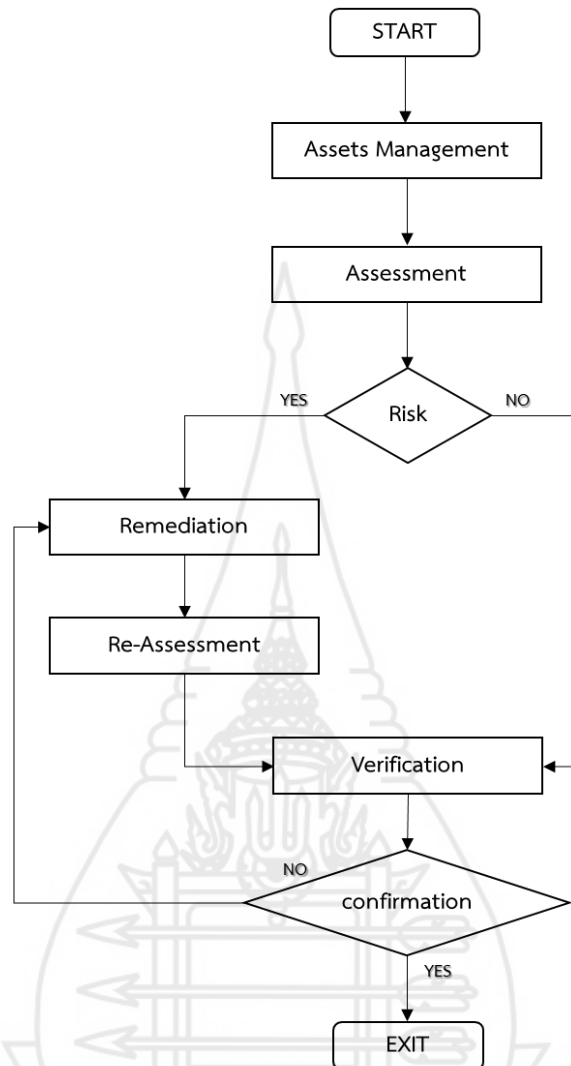 START
Assets Management
Assessment
YES
Risk
NO
Remediation
Re-Assessment
Verification
NO
confirmation
YES
EXIT